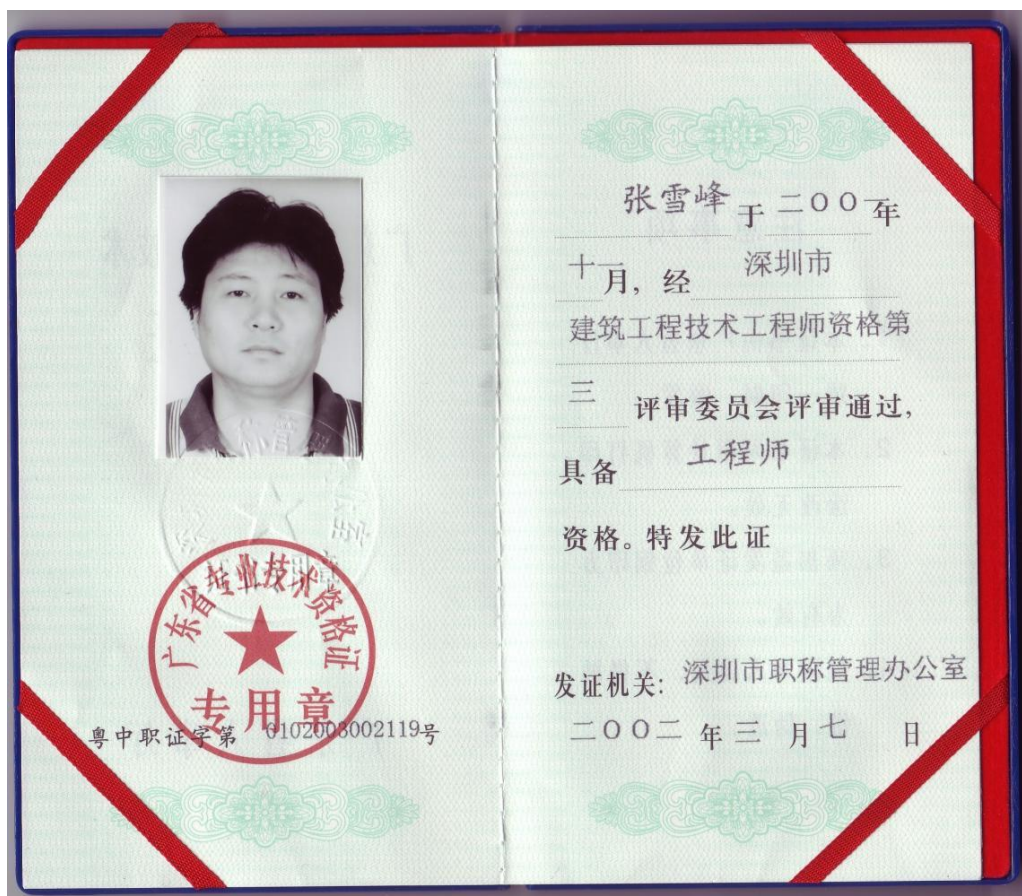 广东省专业技术资格证
专用章
粤中职证字第 0102003002119号
张雪峰 于 二〇〇一年
十一月，经 深圳市
建筑工程技术工程师资格第
三 评审委员会评审通过，
具备 工程师
资格。特发此证
发证机关：深圳市职称管理办公室
二〇〇二 年 三 月 七 日